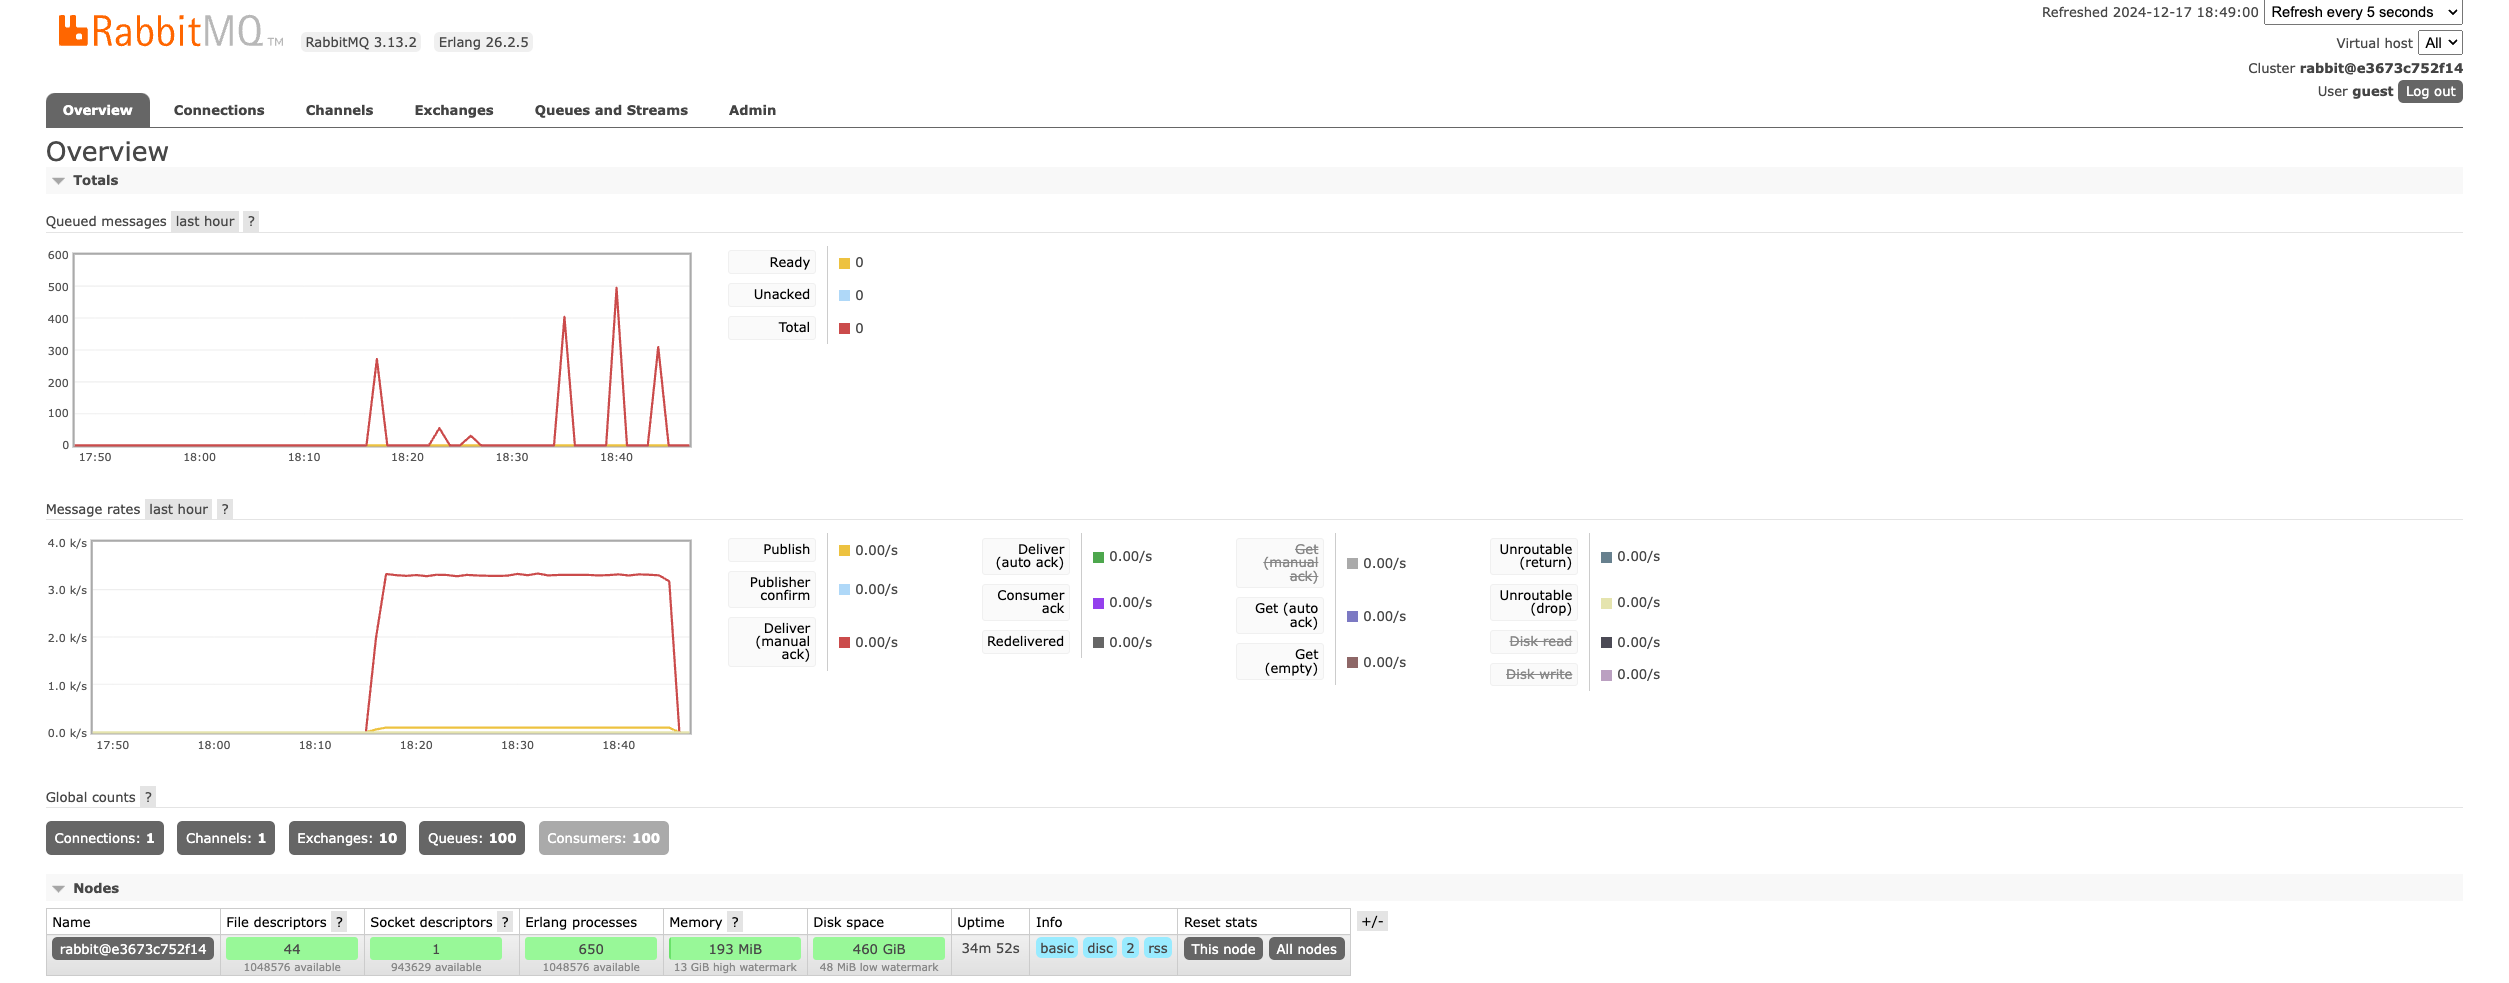 RabbitMQ TM RabbitMQ 3.13.2 Erlang 26.2.5
Refreshed 2024-12-17 18:49:00 Refresh every 5 seconds
Virtual host All
Cluster rabbit@e3673c752f14
User guest Log out
Overview Connections Channels Exchanges Queues and Streams Admin
Overview
Totals
Queued messages last hour ?
600
500
400
300
200
100
0
17:50 18:00 18:10 18:20 18:30 18:40
Ready 0
Unacked 0
Total 0
Message rates last hour ?
4.0 k/s
3.0 k/s
2.0 k/s
1.0 k/s
0.0 k/s
17:50 18:00 18:10 18:20 18:30 18:40
Publish 0.00/s
Publisher
confirm 0.00/s
Deliver
(manual
ack) 0.00/s
Deliver
(auto ack) 0.00/s
Consumer
ack 0.00/s
Redelivered 0.00/s
Get
(manual
ack) 0.00/s
Get (auto
ack) 0.00/s
Get
(empty) 0.00/s
Unroutable
(return) 0.00/s
Unroutable
(drop) 0.00/s
Disk read 0.00/s
Disk write 0.00/s
Global counts ?
Connections: 1 Channels: 1 Exchanges: 10 Queues: 100 Consumers: 100
Nodes
Name File descriptors ? Socket descriptors ? Erlang processes Memory ? Disk space Uptime Info Reset stats +/-
rabbit@e3673c752f14 44 1 650 193 MiB 460 GiB 34m 52s basic disc 2 rss This node All nodes
1048576 available 943629 available 1048576 available 13 GiB high watermark 48 MiB low watermark